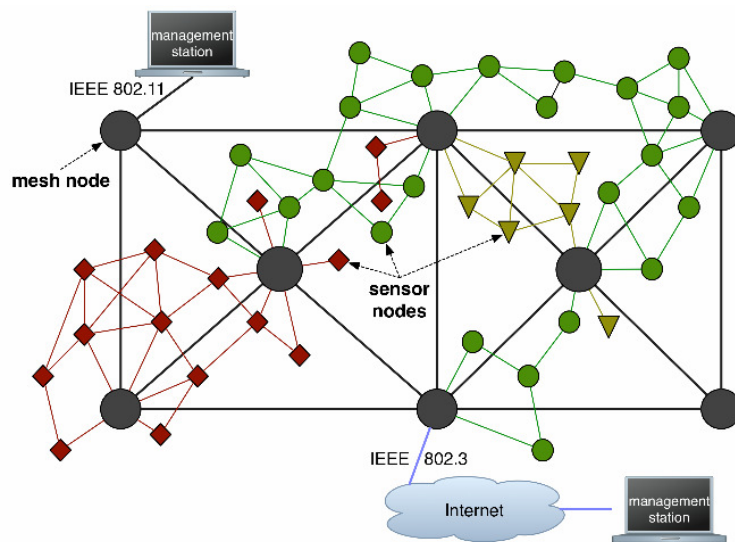 management
station
IEEE 802.11
mesh node
sensor
nodes
IEEE 802.3
Internet
management
station